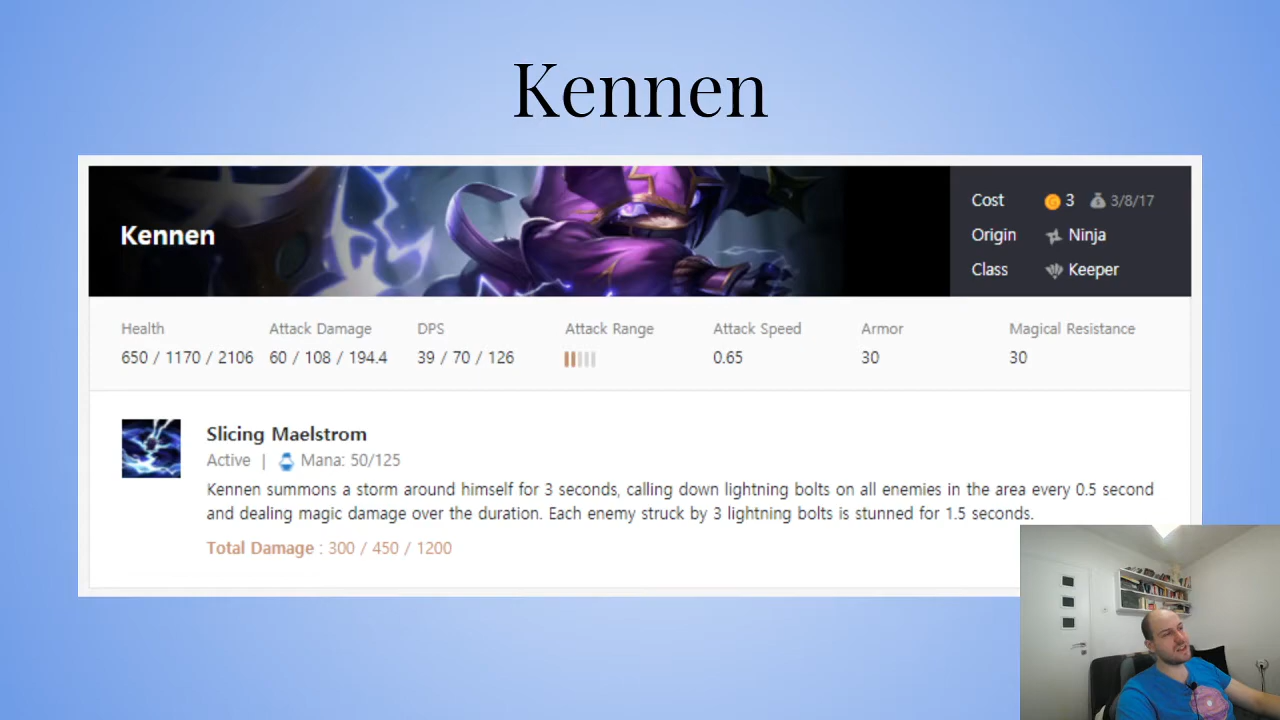 Kennen
Kennen
Cost 3 3/8/17
Origin Ninja
Class Keeper
Health Attack Damage DPS Attack Range Attack Speed Armor Magical Resistance
650 / 1170 / 2106 60 / 108 / 194.4 39 / 70 / 126 0.65 30 30
Slicing Maelstrom
Active | Mana: 50/125
Kennen summons a storm around himself for 3 seconds, calling down lightning bolts on all enemies in the area every 0.5 second
and dealing magic damage over the duration. Each enemy struck by 3 lightning bolts is stunned for 1.5 seconds.
Total Damage : 300 / 450 / 1200